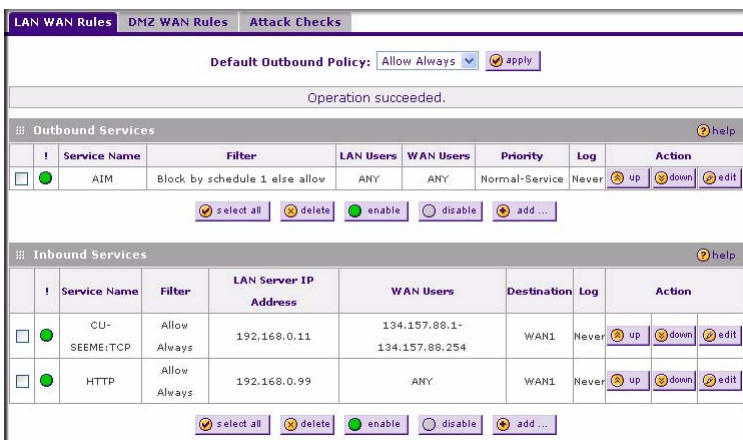 LAN WAN Rules DMZ WAN Rules Attack Checks
Default Outbound Policy: Allow Always apply
Operation succeeded.
Outbound Services help
! Service Name Filter LAN Users WAN Users Priority Log Action
AIM Block by schedule 1 else allow ANY ANY Normal-Service Never up down edit
select all delete enable disable add ...
Inbound Services help
! Service Name Filter LAN Server IP Address WAN Users Destination Log Action
CU-SEEME:TCP Allow Always 192.168.0.11 134.157.88.1-134.157.88.254 WAN1 Never up down edit
HTTP Allow Always 192.168.0.99 ANY WAN1 Never up down edit
select all delete enable disable add ...